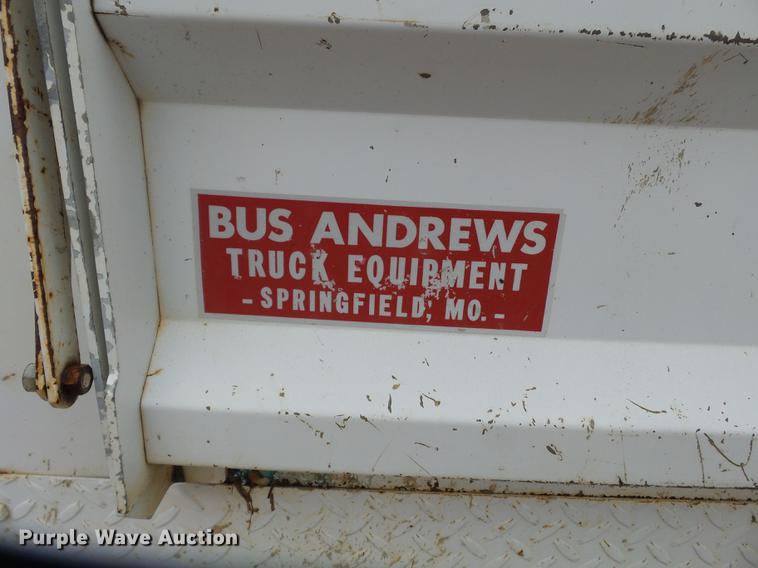 BUS ANDREWS
TRUCK EQUIPMENT
- SPRINGFIELD, MO. -
Purple Wave Auction